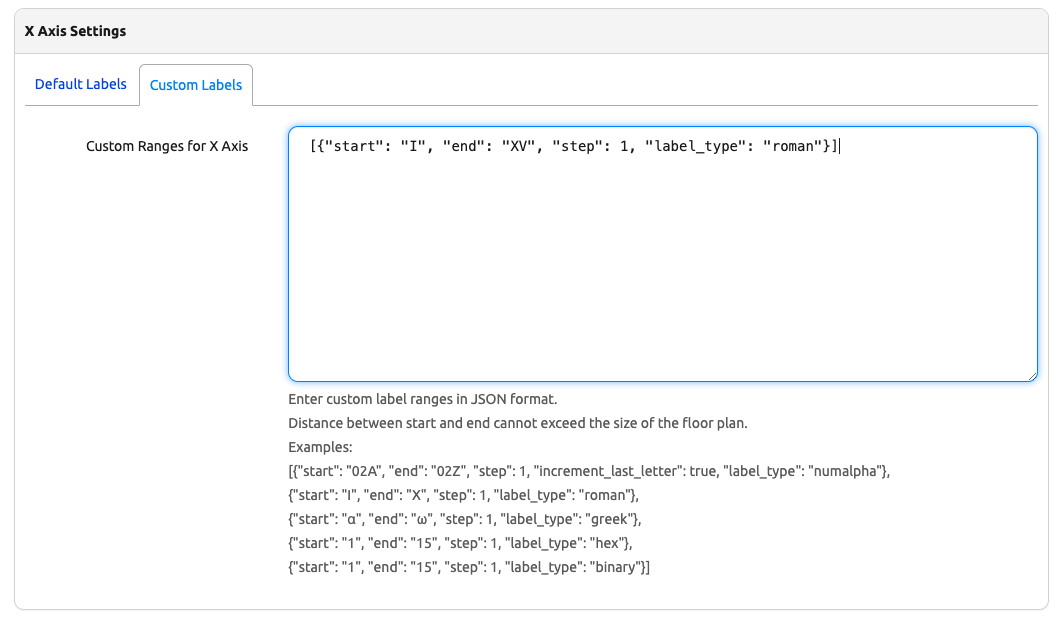 X Axis Settings
Default Labels
Custom Labels
Custom Ranges for X Axis
[{"start": "I", "end": "XV", "step": 1, "label_type": "roman"}]
Enter custom label ranges in JSON format.
Distance between start and end cannot exceed the size of the floor plan.
Examples:
[{"start": "02A", "end": "02Z", "step": 1, "increment_last_letter": true, "label_type": "numalpha"},
{"start": "I", "end": "X", "step": 1, "label_type": "roman"},
{"start": "α", "end": "ω", "step": 1, "label_type": "greek"},
{"start": "1", "end": "15", "step": 1, "label_type": "hex"},
{"start": "1", "end": "15", "step": 1, "label_type": "binary"}]